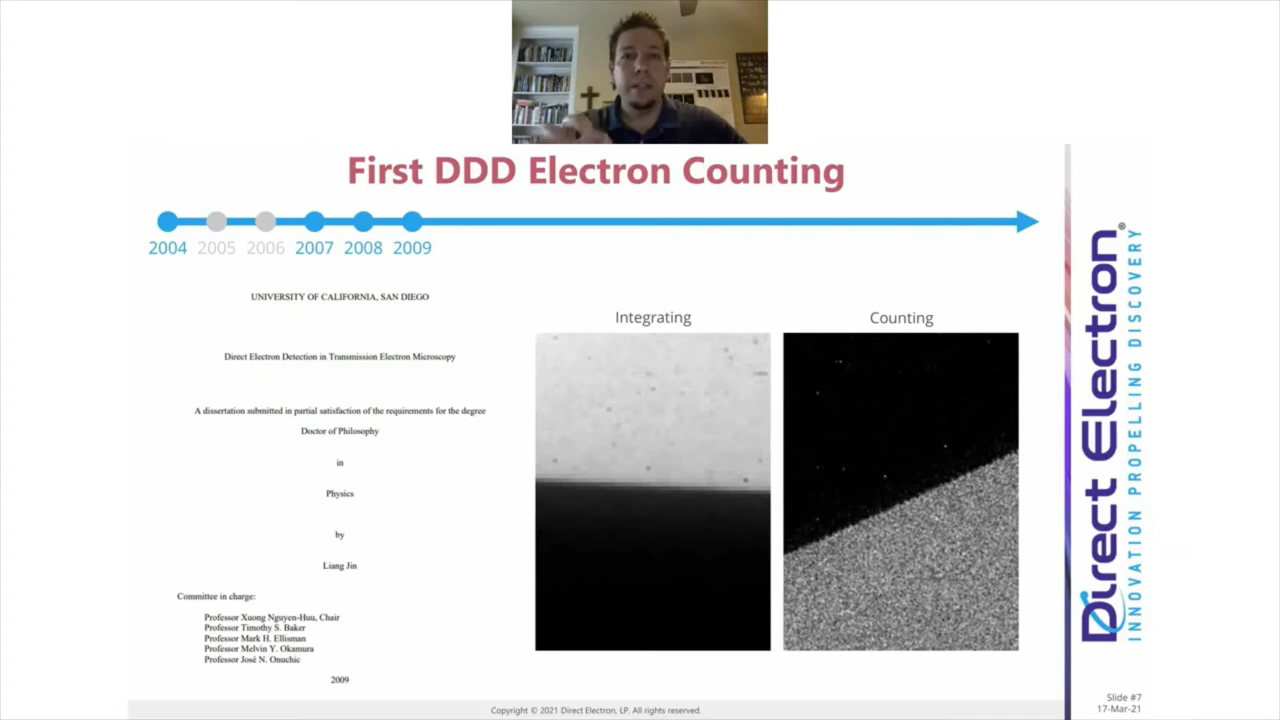 First DDD Electron Counting
2004 2005 2006 2007 2008 2009
UNIVERSITY OF CALIFORNIA, SAN DIEGO
Direct Electron Detection in Transmission Electron Microscopy
A dissertation submitted in partial satisfaction of the requirements for the degree
Doctor of Philosophy
in
Physics
by
Liang Jin
Committee in charge:
Professor Xuong Nguyen-Huu, Chair
Professor Timothy S. Baker
Professor Mark H. Ellisman
Professor Melvin Y. Okamura
Professor José N. Onuchic
2009
Integrating
Counting
Direct Electron®
INNOVATION PROPELLING DISCOVERY
Copyright © 2021 Direct Electron, LP. All rights reserved.
Slide #7
17-Mar-21